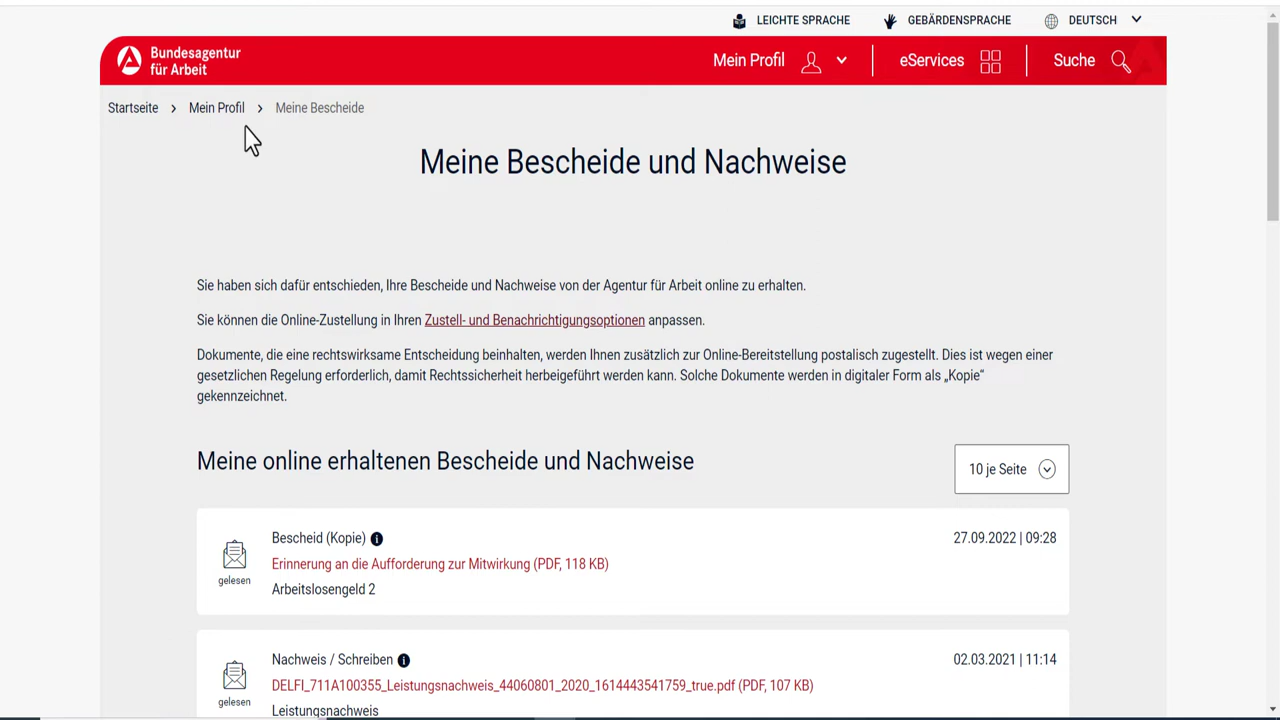 LEICHTE SPRACHE GEBÄRDENSPRACHE DEUTSCH
Bundesagentur
für Arbeit
Mein Profil eServices Suche
Startseite > Mein Profil > Meine Bescheide
Meine Bescheide und Nachweise
Sie haben sich dafür entschieden, Ihre Bescheide und Nachweise von der Agentur für Arbeit online zu erhalten.
Sie können die Online-Zustellung in Ihren Zustell- und Benachrichtigungsoptionen anpassen.
Dokumente, die eine rechtswirksame Entscheidung beinhalten, werden Ihnen zusätzlich zur Online-Bereitstellung postalisch zugestellt. Dies ist wegen einer
gesetzlichen Regelung erforderlich, damit Rechtssicherheit herbeigeführt werden kann. Solche Dokumente werden in digitaler Form als „Kopie“
gekennzeichnet.
Meine online erhaltenen Bescheide und Nachweise
10 je Seite
Bescheid (Kopie) 27.09.2022 | 09:28
Erinnerung an die Aufforderung zur Mitwirkung (PDF, 118 KB)
gelesen
Arbeitslosengeld 2
Nachweis / Schreiben 02.03.2021 | 11:14
DELFI_711A100355_Leistungsnachweis_44060801_2020_1614443541759_true.pdf (PDF, 107 KB)
gelesen
Leistungsnachweis